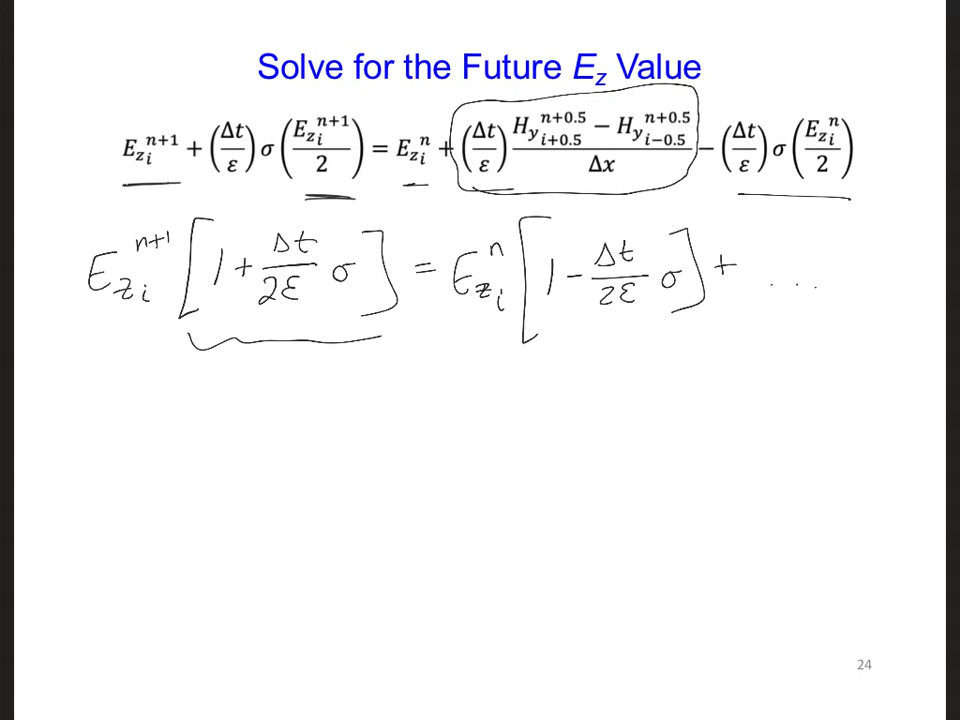 Solve for the Future E_z Value
E_{z_i}^{n+1} + (Δt/ε) σ (E_{z_i}^{n+1}/2) = E_{z_i}^{n} + (Δt/ε) (H_{y_{i+0.5}}^{n+0.5} − H_{y_{i−0.5}}^{n+0.5})/Δx − (Δt/ε) σ (E_{z_i}^{n}/2)
E_{z_i}^{n+1} [1 + Δt/2ε σ] = E_{z_i}^{n} [1 − Δt/2ε σ] + ...
24